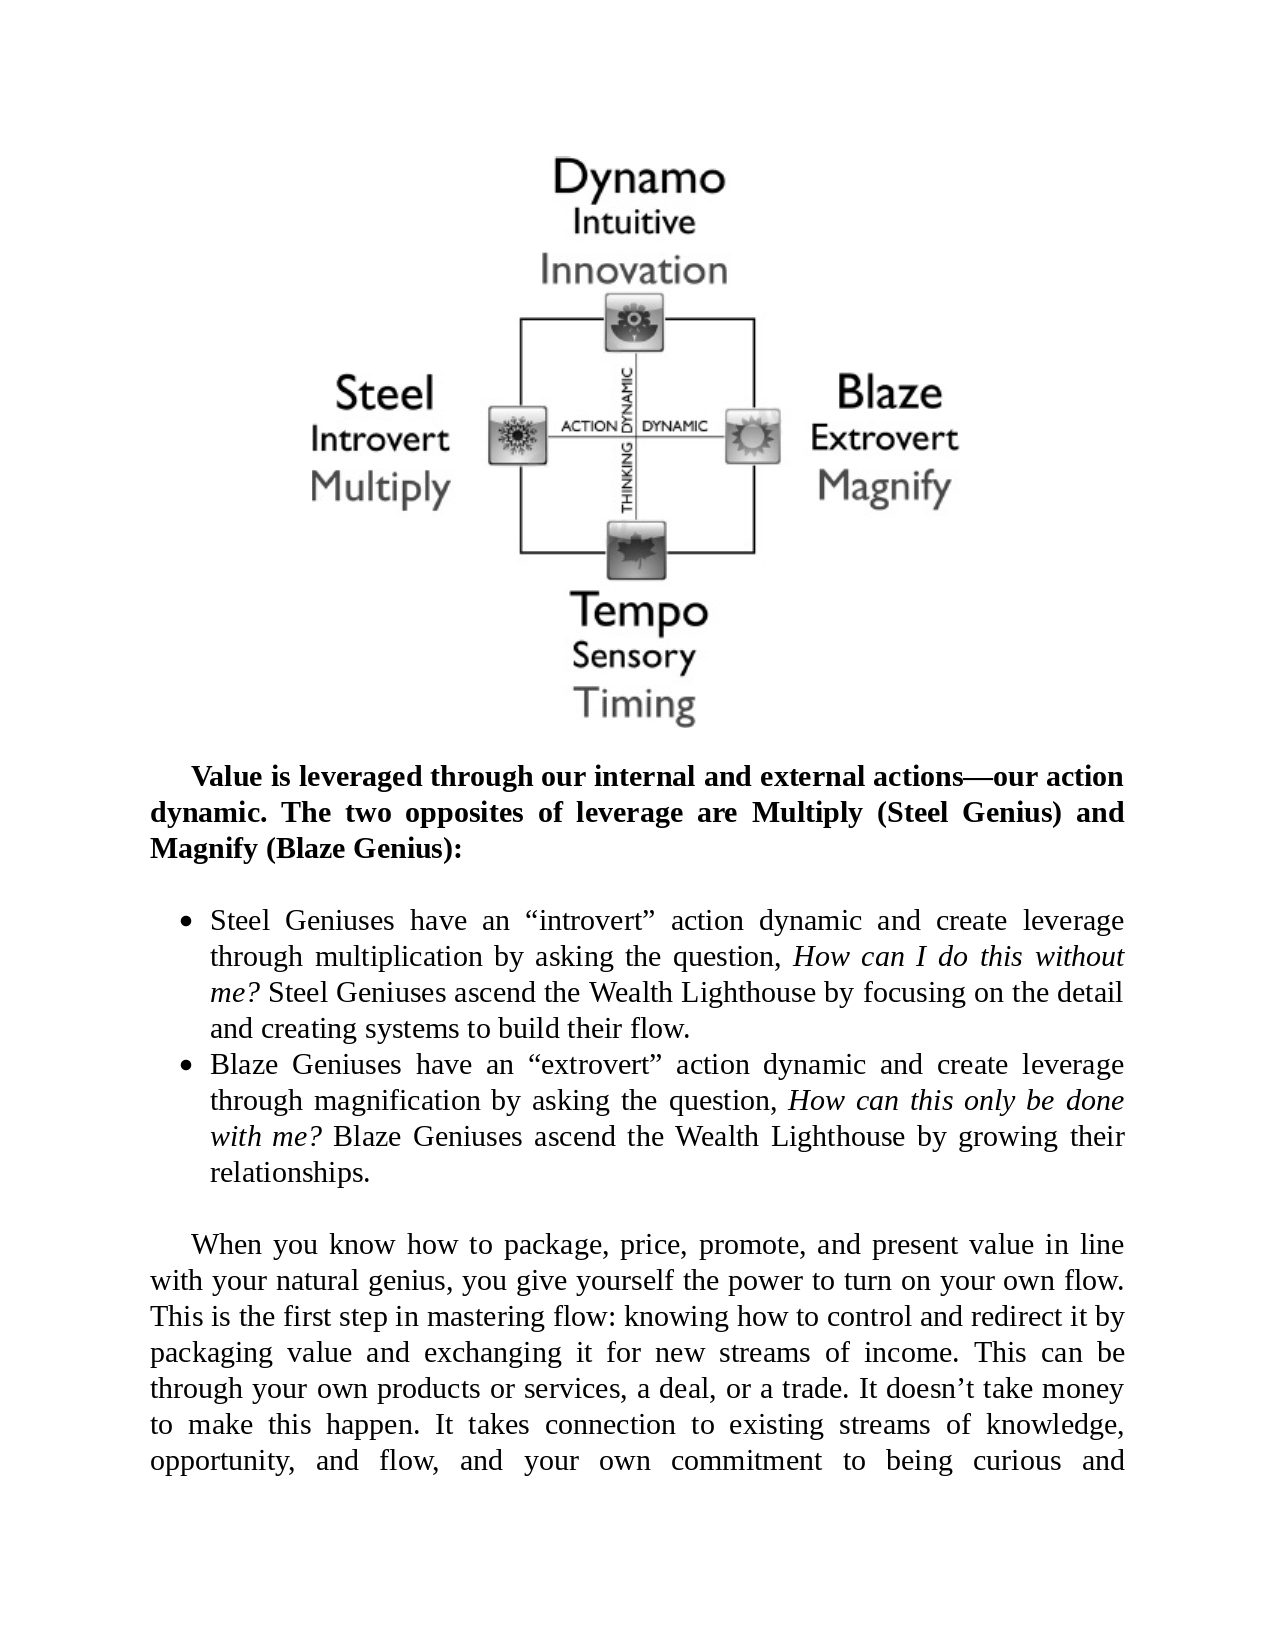 Dynamo
Intuitive
Innovation
Steel
Introvert
Multiply
ACTION DYNAMIC
THINKING DYNAMIC
Blaze
Extrovert
Magnify
Tempo
Sensory
Timing
Value is leveraged through our internal and external actions—our action
dynamic. The two opposites of leverage are Multiply (Steel Genius) and
Magnify (Blaze Genius):
• Steel Geniuses have an “introvert” action dynamic and create leverage
through multiplication by asking the question, How can I do this without
me? Steel Geniuses ascend the Wealth Lighthouse by focusing on the detail
and creating systems to build their flow.
• Blaze Geniuses have an “extrovert” action dynamic and create leverage
through magnification by asking the question, How can this only be done
with me? Blaze Geniuses ascend the Wealth Lighthouse by growing their
relationships.
When you know how to package, price, promote, and present value in line
with your natural genius, you give yourself the power to turn on your own flow.
This is the first step in mastering flow: knowing how to control and redirect it by
packaging value and exchanging it for new streams of income. This can be
through your own products or services, a deal, or a trade. It doesn’t take money
to make this happen. It takes connection to existing streams of knowledge,
opportunity, and flow, and your own commitment to being curious and